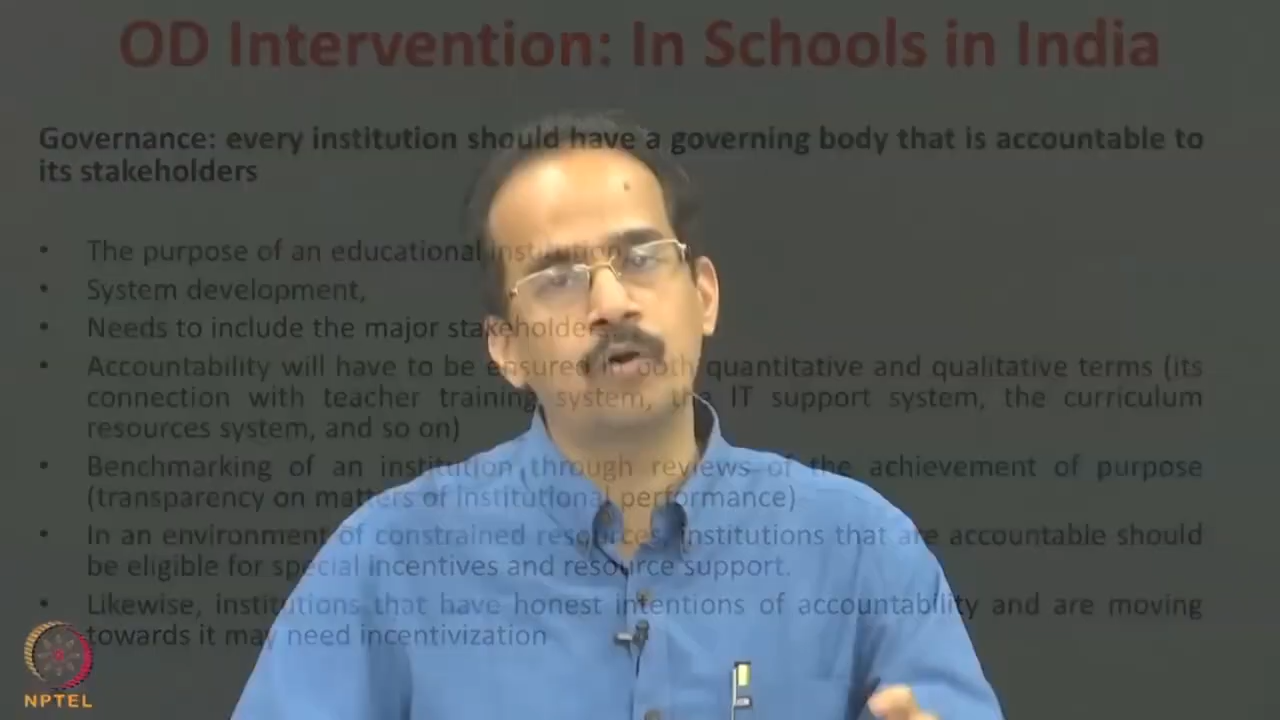 OD Intervention: In Schools in India
Governance: every institution should have a governing body that is accountable to
its stakeholders
• The purpose of an educational institution
• System development,
• Needs to include the major stakeholders
• Accountability will have to be ensured both quantitative and qualitative terms (its
connection with teacher training system, the IT support system, the curriculum
resources system, and so on)
• Benchmarking of an institution through reviews of the achievement of purpose
(transparency on matters of institutional performance)
• In an environment of constrained resources, institutions that are accountable should
be eligible for special incentives and resource support.
• Likewise, institutions that have honest intentions of accountability and are moving
towards it may need incentivization
NPTEL